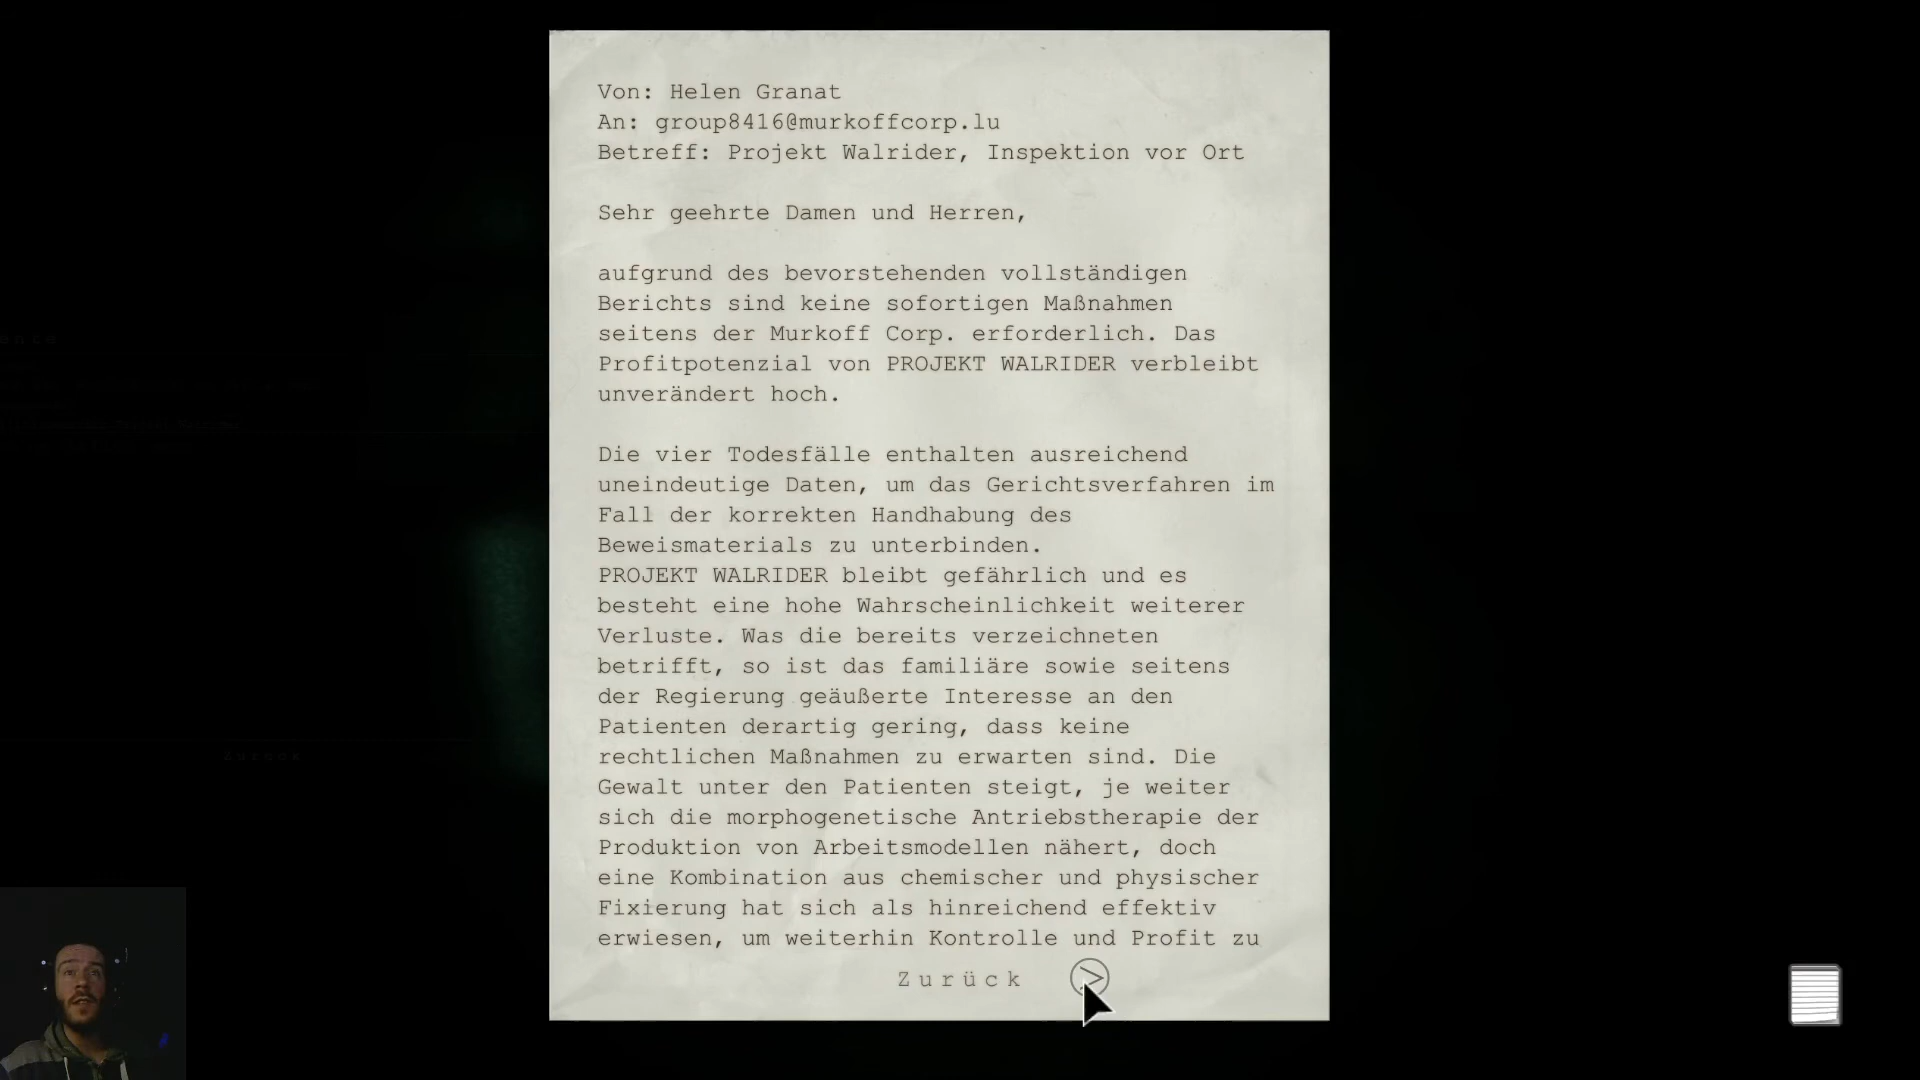 Von: Helen Granat
An: group8416@murkoffcorp.lu
Betreff: Projekt Walrider, Inspektion vor Ort
Sehr geehrte Damen und Herren,
aufgrund des bevorstehenden vollständigen
Berichts sind keine sofortigen Maßnahmen
seitens der Murkoff Corp. erforderlich. Das
Profitpotenzial von PROJEKT WALRIDER verbleibt
unverändert hoch.
Die vier Todesfälle enthalten ausreichend
uneindeutige Daten, um das Gerichtsverfahren im
Fall der korrekten Handhabung des
Beweismaterials zu unterbinden.
PROJEKT WALRIDER bleibt gefährlich und es
besteht eine hohe Wahrscheinlichkeit weiterer
Verluste. Was die bereits verzeichneten
betrifft, so ist das familiäre sowie seitens
der Regierung geäußerte Interesse an den
Patienten derartig gering, dass keine
rechtlichen Maßnahmen zu erwarten sind. Die
Gewalt unter den Patienten steigt, je weiter
sich die morphogenetische Antriebstherapie der
Produktion von Arbeitsmodellen nähert, doch
eine Kombination aus chemischer und physischer
Fixierung hat sich als hinreichend effektiv
erwiesen, um weiterhin Kontrolle und Profit zu
Zurück >
Zurück